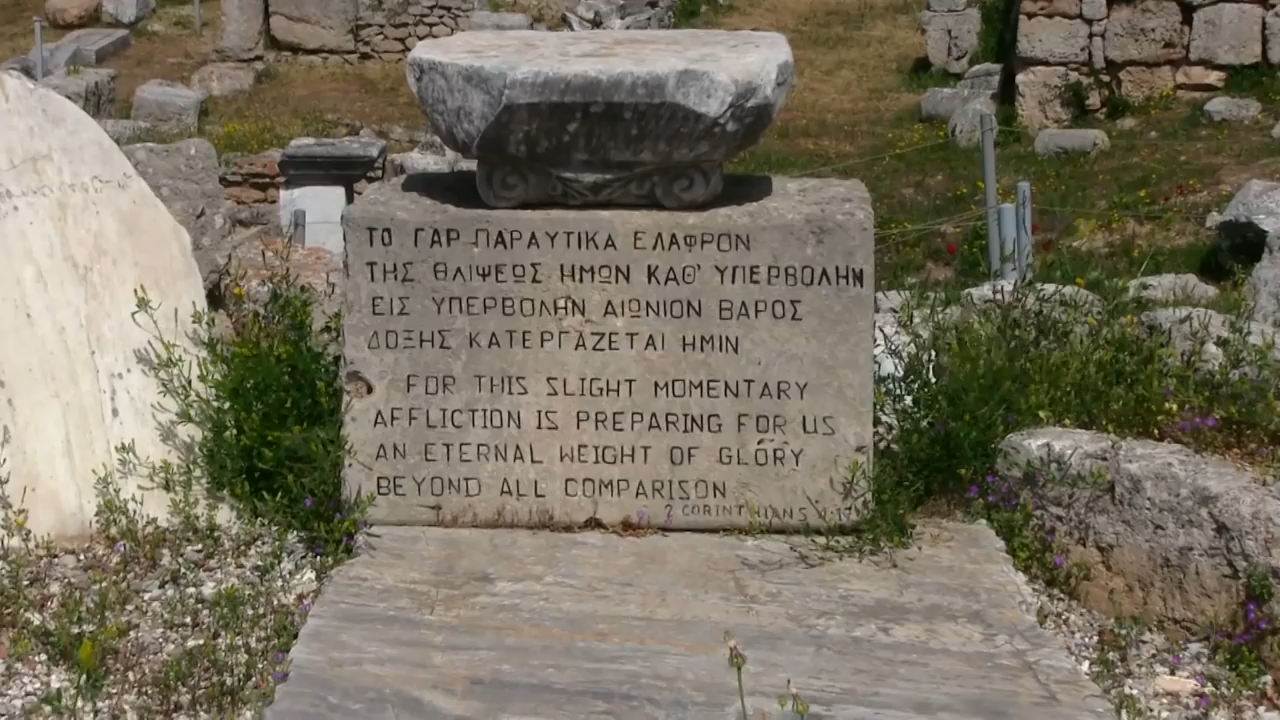 ΤΟ ΓΑΡ ΠΑΡΑΥΤΙΚΑ ΕΛΑΦΡΟΝ
ΤΗΣ ΘΛΙΨΕΩΣ ΗΜΩΝ ΚΑΘ' ΥΠΕΡΒΟΛΗΝ
ΕΙΣ ΥΠΕΡΒΟΛΗΝ ΑΙΩΝΙΟΝ ΒΑΡΟΣ
ΔΟΞΗΣ ΚΑΤΕΡΓΑΖΕΤΑΙ ΗΜΙΝ
FOR THIS SLIGHT MOMENTARY
AFFLICTION IS PREPARING FOR US
AN ETERNAL WEIGHT OF GLORY
BEYOND ALL COMPARISON
2 CORINTHIANS